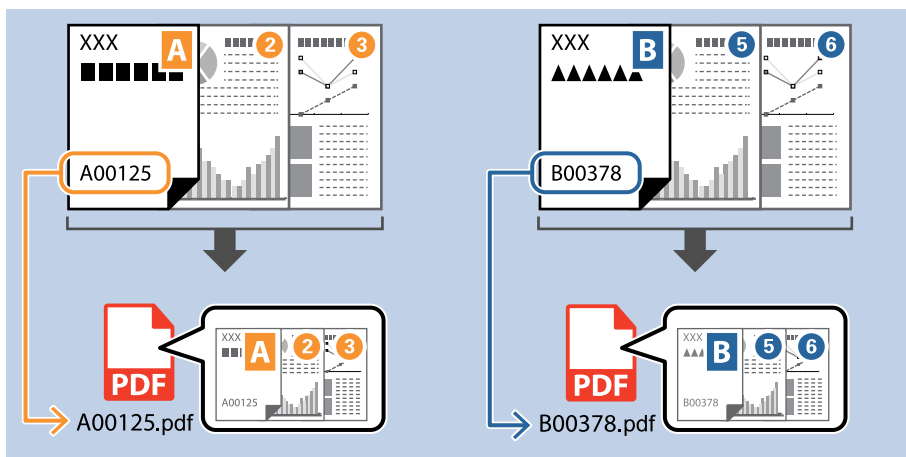 XXX
A
2
3
A00125
XXX
B
5
6
B00378
PDF
XXX
A
2
3
A00125
A00125.pdf
PDF
XXX
B
5
6
B00378
B00378.pdf